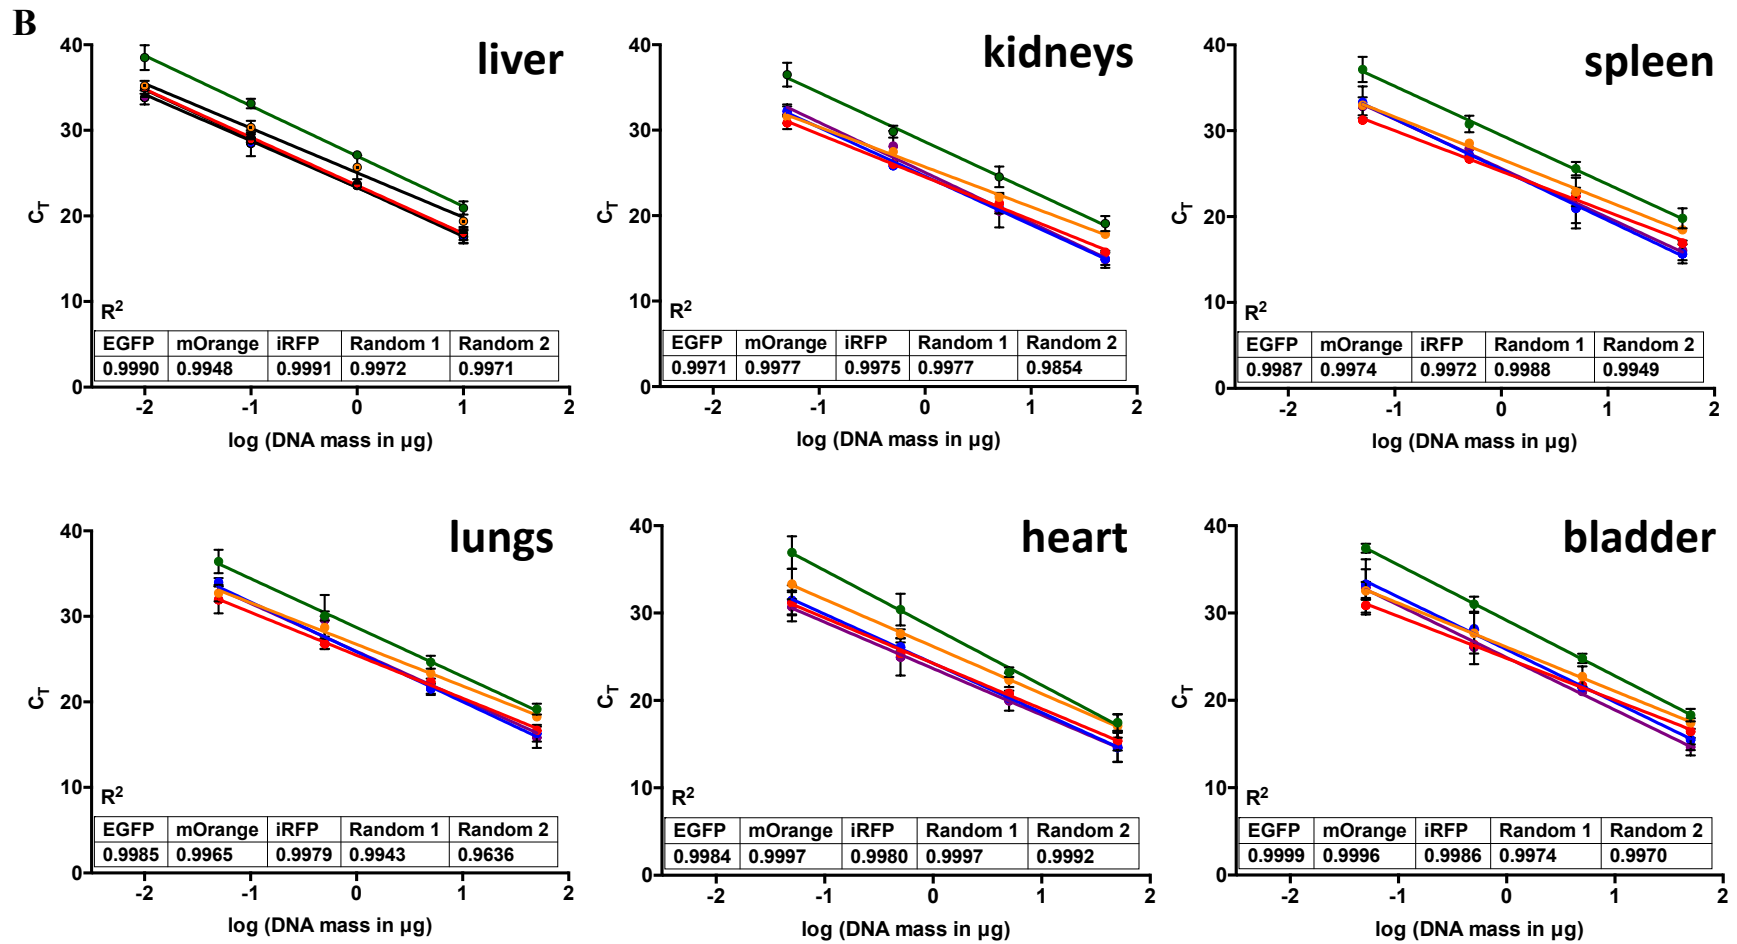 B
liver
40
30
20
10
0
C_T
R²
EGFP mOrange iRFP Random 1 Random 2
0.9990 0.9948 0.9991 0.9972 0.9971
-2 -1 0 1 2
log (DNA mass in µg)
kidneys
40
30
20
10
0
C_T
R²
EGFP mOrange iRFP Random 1 Random 2
0.9971 0.9977 0.9975 0.9977 0.9854
-2 -1 0 1 2
log (DNA mass in µg)
spleen
40
30
20
10
0
C_T
R²
EGFP mOrange iRFP Random 1 Random 2
0.9987 0.9974 0.9972 0.9988 0.9949
-2 -1 0 1 2
log (DNA mass in µg)
lungs
40
30
20
10
0
C_T
R²
EGFP mOrange iRFP Random 1 Random 2
0.9985 0.9965 0.9979 0.9943 0.9636
-2 -1 0 1 2
log (DNA mass in µg)
heart
40
30
20
10
0
C_T
R²
EGFP mOrange iRFP Random 1 Random 2
0.9984 0.9997 0.9980 0.9997 0.9992
-2 -1 0 1 2
log (DNA mass in µg)
bladder
40
30
20
10
0
C_T
R²
EGFP mOrange iRFP Random 1 Random 2
0.9999 0.9996 0.9986 0.9974 0.9970
-2 -1 0 1 2
log (DNA mass in µg)